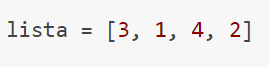 lista = [3, 1, 4, 2]